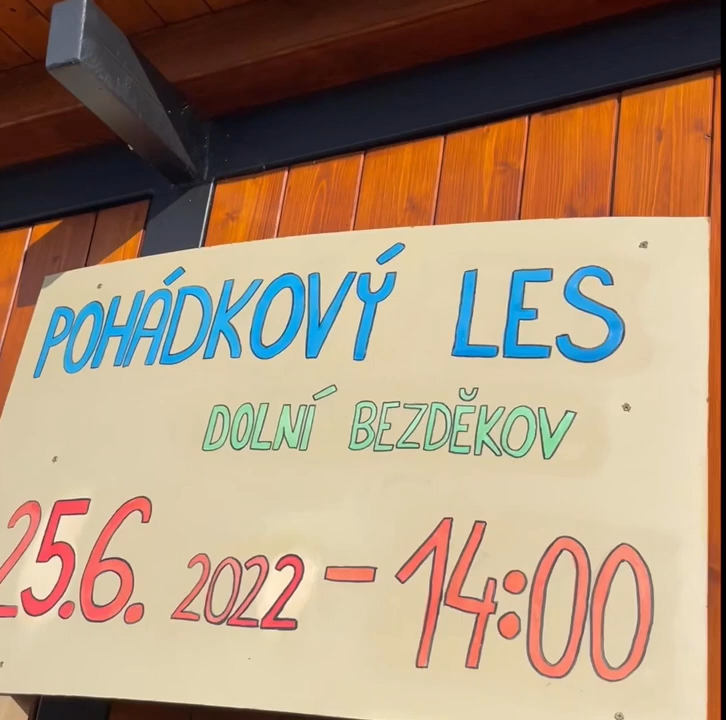 POHÁDKOVÝ LES
DOLNÍ BEZDĚKOV
25.6. 2022 – 14:00